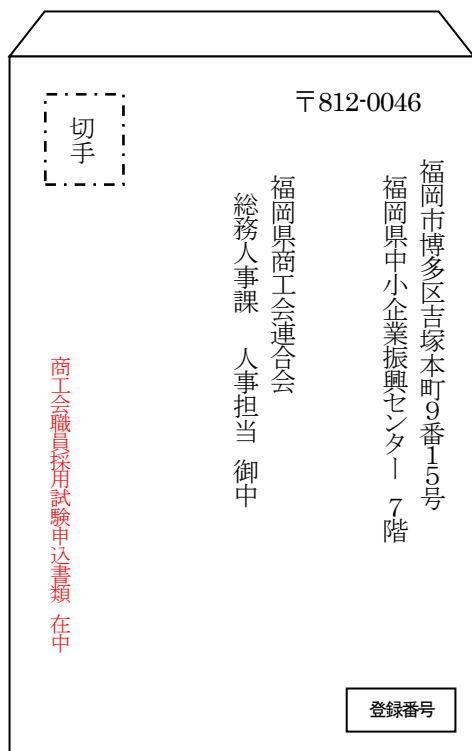 〒812-0046
福岡市博多区吉塚本町9番15号
福岡県中小企業振興センター 7階
福岡県商工会連合会
総務人事課 人事担当 御中
切手
商工会職員採用試験申込書類 在中
登録番号